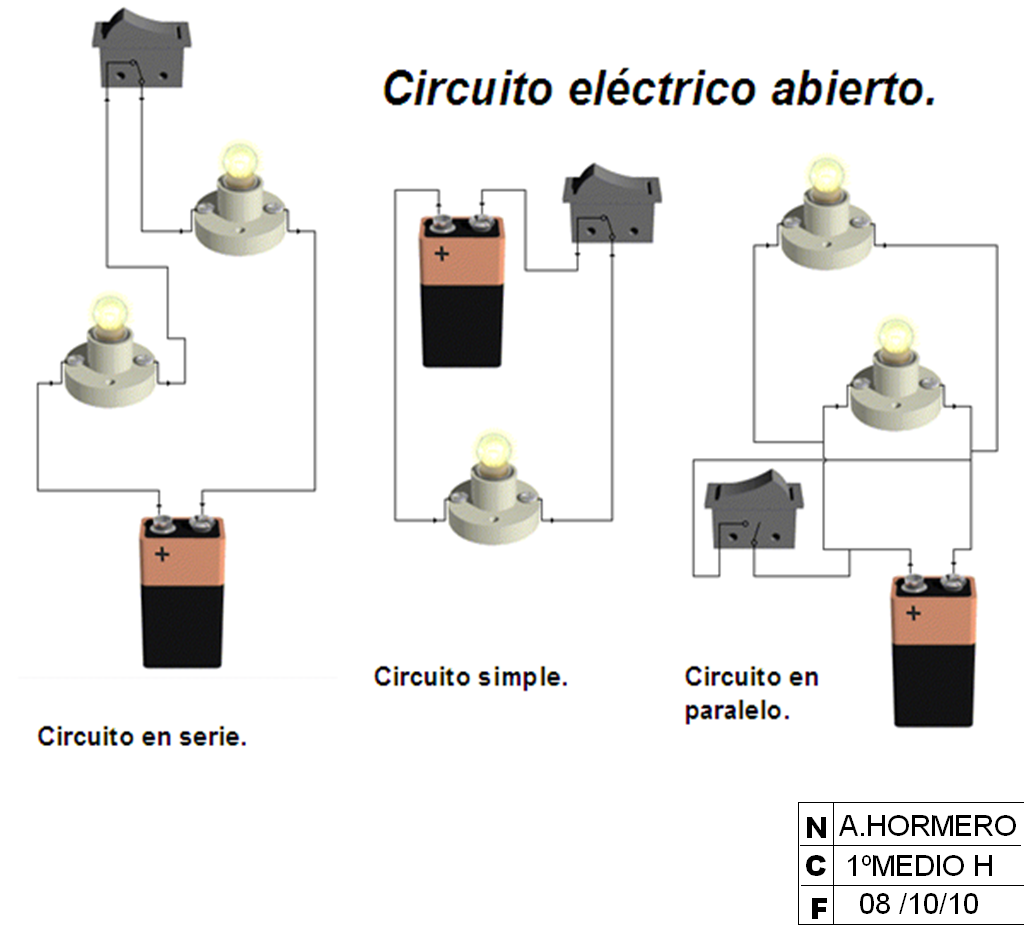 Circuito eléctrico abierto.
+
+
+
Circuito simple.
Circuito en
paralelo.
Circuito en serie.
N A.HORMERO
C 1ºMEDIO H
F 08 /10/10